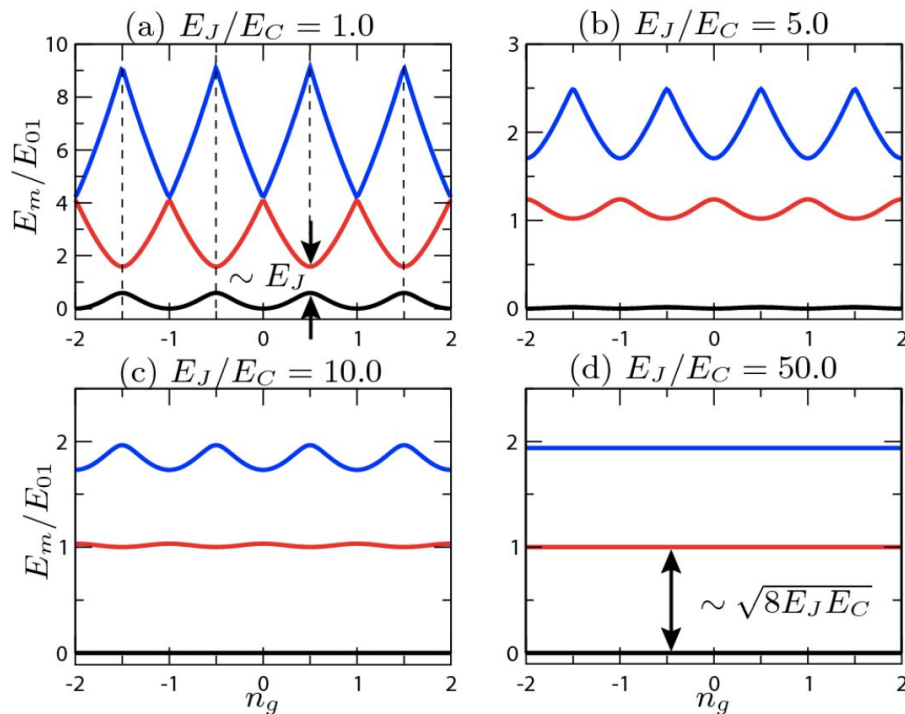 (a) E_J/E_C = 1.0
(b) E_J/E_C = 5.0
E_m/E_01
10
8
6
4
2
0
∼ E_J
-2 -1 0 1 2
3
2
1
0
-2 -1 0 1 2
(c) E_J/E_C = 10.0
(d) E_J/E_C = 50.0
E_m/E_01
2
1
0
-2 -1 0 1 2
n_g
2
1
0
∼ √8E_JE_C
-2 -1 0 1 2
n_g